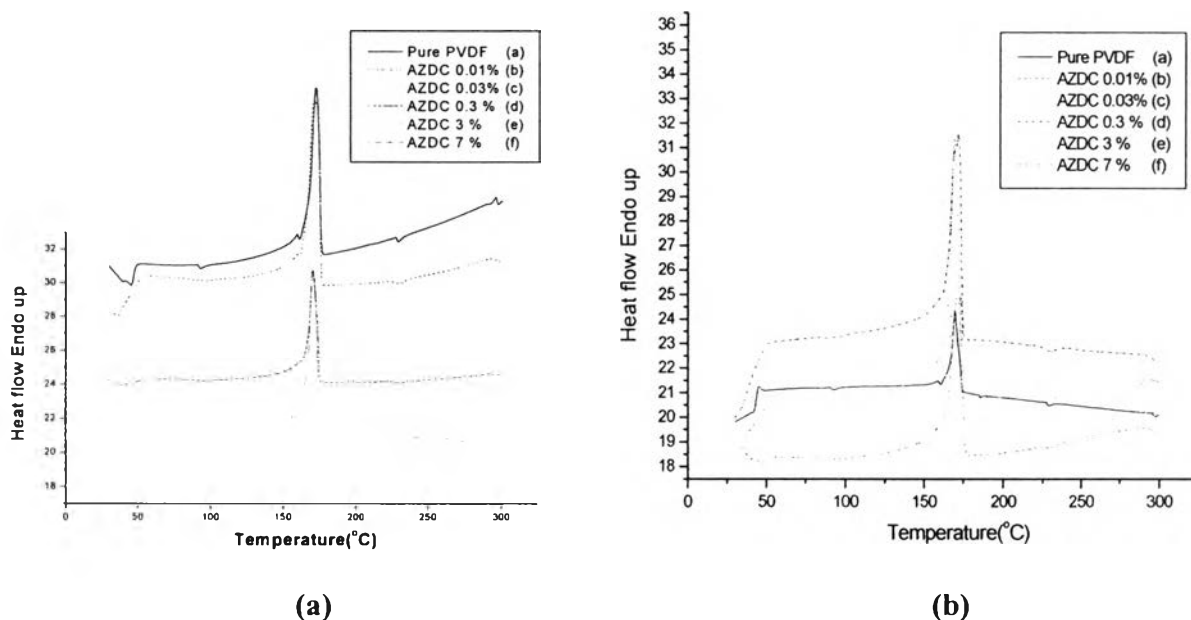 Pure PVDF (a)
AZDC 0.01% (b)
AZDC 0.03% (c)
AZDC 0.3 % (d)
AZDC 3 % (e)
AZDC 7 % (f)
Heat flow Endo up
32
30
28
26
24
22
20
18
0 50 100 150 200 250 300
Temperature(°C)
(a)
Pure PVDF (a)
AZDC 0.01% (b)
AZDC 0.03% (c)
AZDC 0.3 % (d)
AZDC 3 % (e)
AZDC 7 % (f)
Heat flow Endo up
36
35
34
33
32
31
30
29
28
27
26
25
24
23
22
21
20
19
18
0 50 100 150 200 250 300
Temperature(°C)
(b)